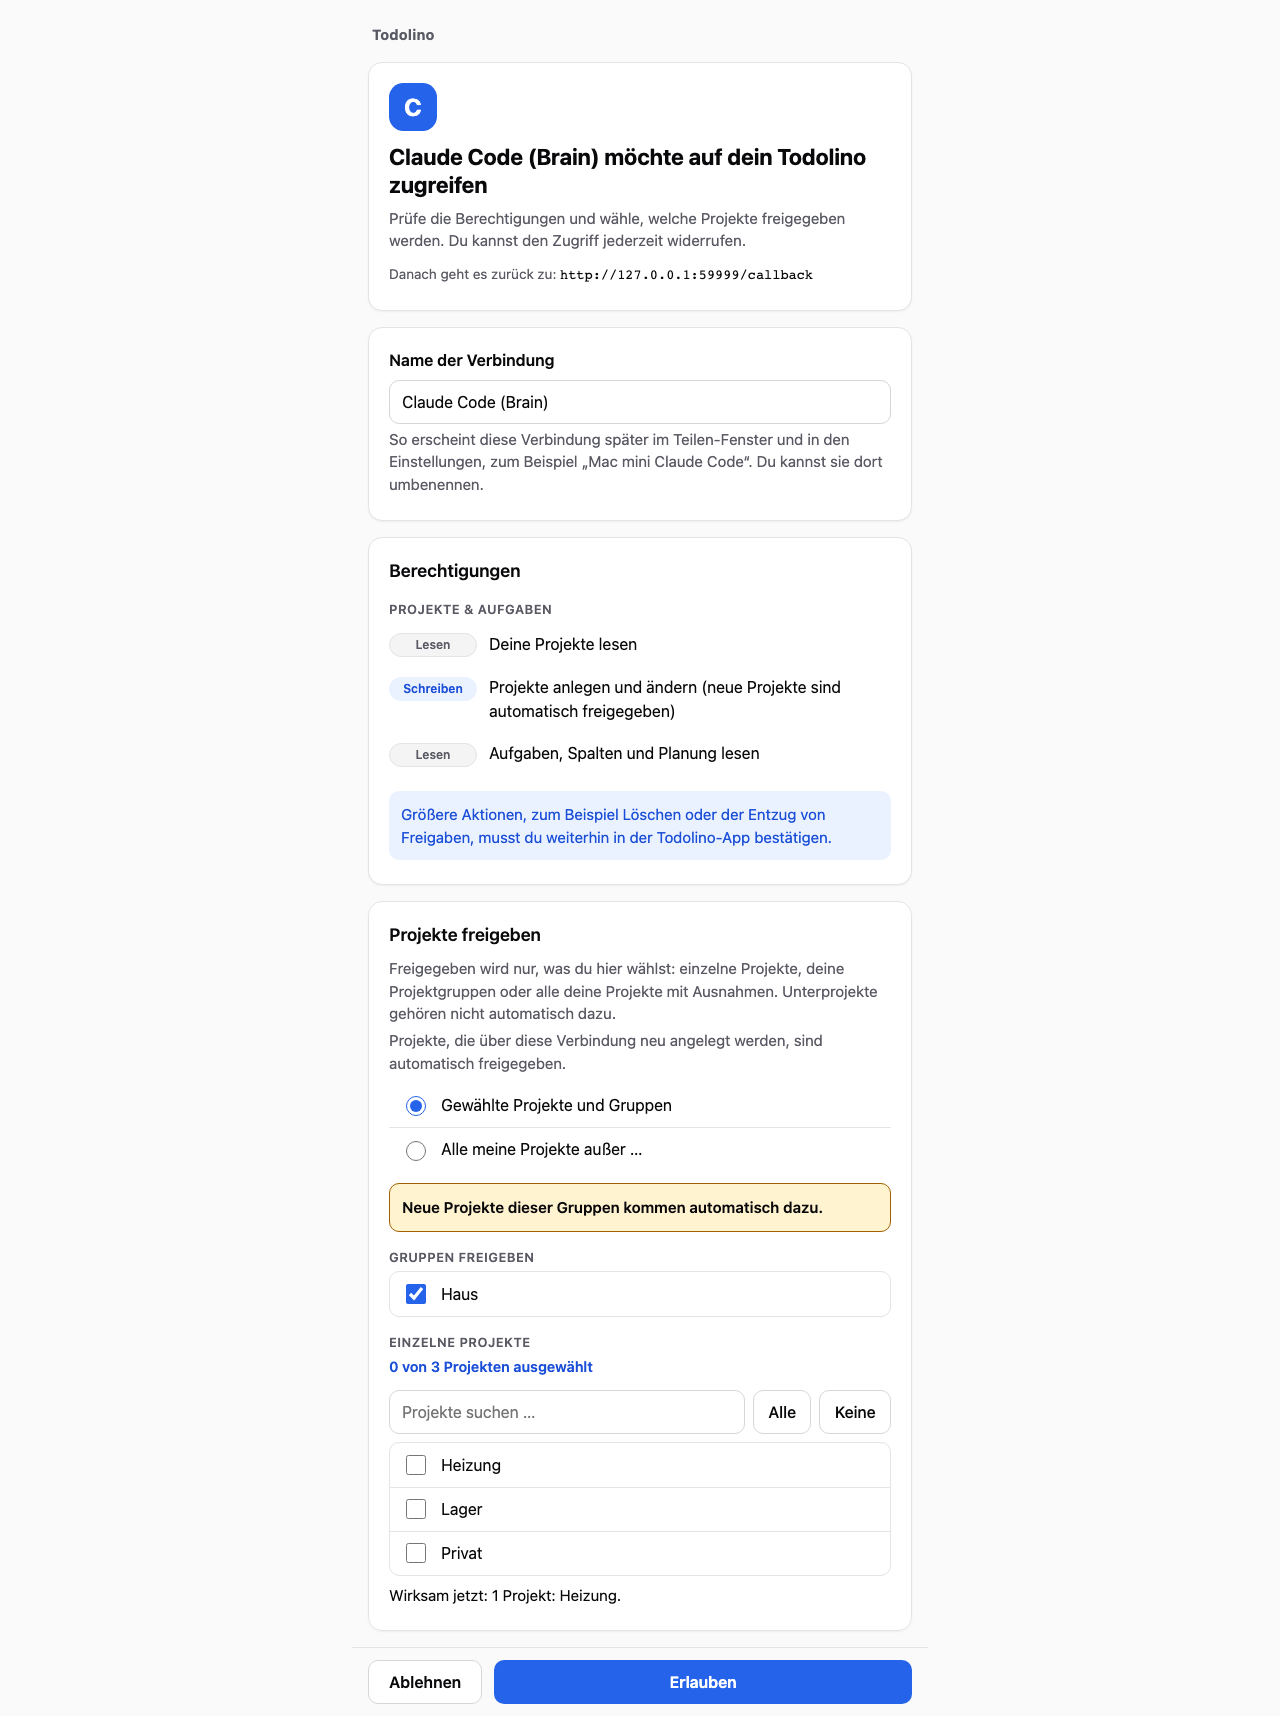 Todolino
C
Claude Code (Brain) möchte auf dein Todolino
zugreifen
Prüfe die Berechtigungen und wähle, welche Projekte freigegeben
werden. Du kannst den Zugriff jederzeit widerrufen.
Danach geht es zurück zu: http://127.0.0.1:59999/callback
Name der Verbindung
Claude Code (Brain)
So erscheint diese Verbindung später im Teilen-Fenster und in den
Einstellungen, zum Beispiel „Mac mini Claude Code“. Du kannst sie dort
umbenennen.
Berechtigungen
PROJEKTE & AUFGABEN
Lesen Deine Projekte lesen
Schreiben Projekte anlegen und ändern (neue Projekte sind
automatisch freigegeben)
Lesen Aufgaben, Spalten und Planung lesen
Größere Aktionen, zum Beispiel Löschen oder der Entzug von
Freigaben, musst du weiterhin in der Todolino-App bestätigen.
Projekte freigeben
Freigegeben wird nur, was du hier wählst: einzelne Projekte, deine
Projektgruppen oder alle deine Projekte mit Ausnahmen. Unterprojekte
gehören nicht automatisch dazu.
Projekte, die über diese Verbindung neu angelegt werden, sind
automatisch freigegeben.
Gewählte Projekte und Gruppen
Alle meine Projekte außer ...
Neue Projekte dieser Gruppen kommen automatisch dazu.
GRUPPEN FREIGEBEN
Haus
EINZELNE PROJEKTE
0 von 3 Projekten ausgewählt
Projekte suchen ... Alle Keine
Heizung
Lager
Privat
Wirksam jetzt: 1 Projekt: Heizung.
Ablehnen Erlauben